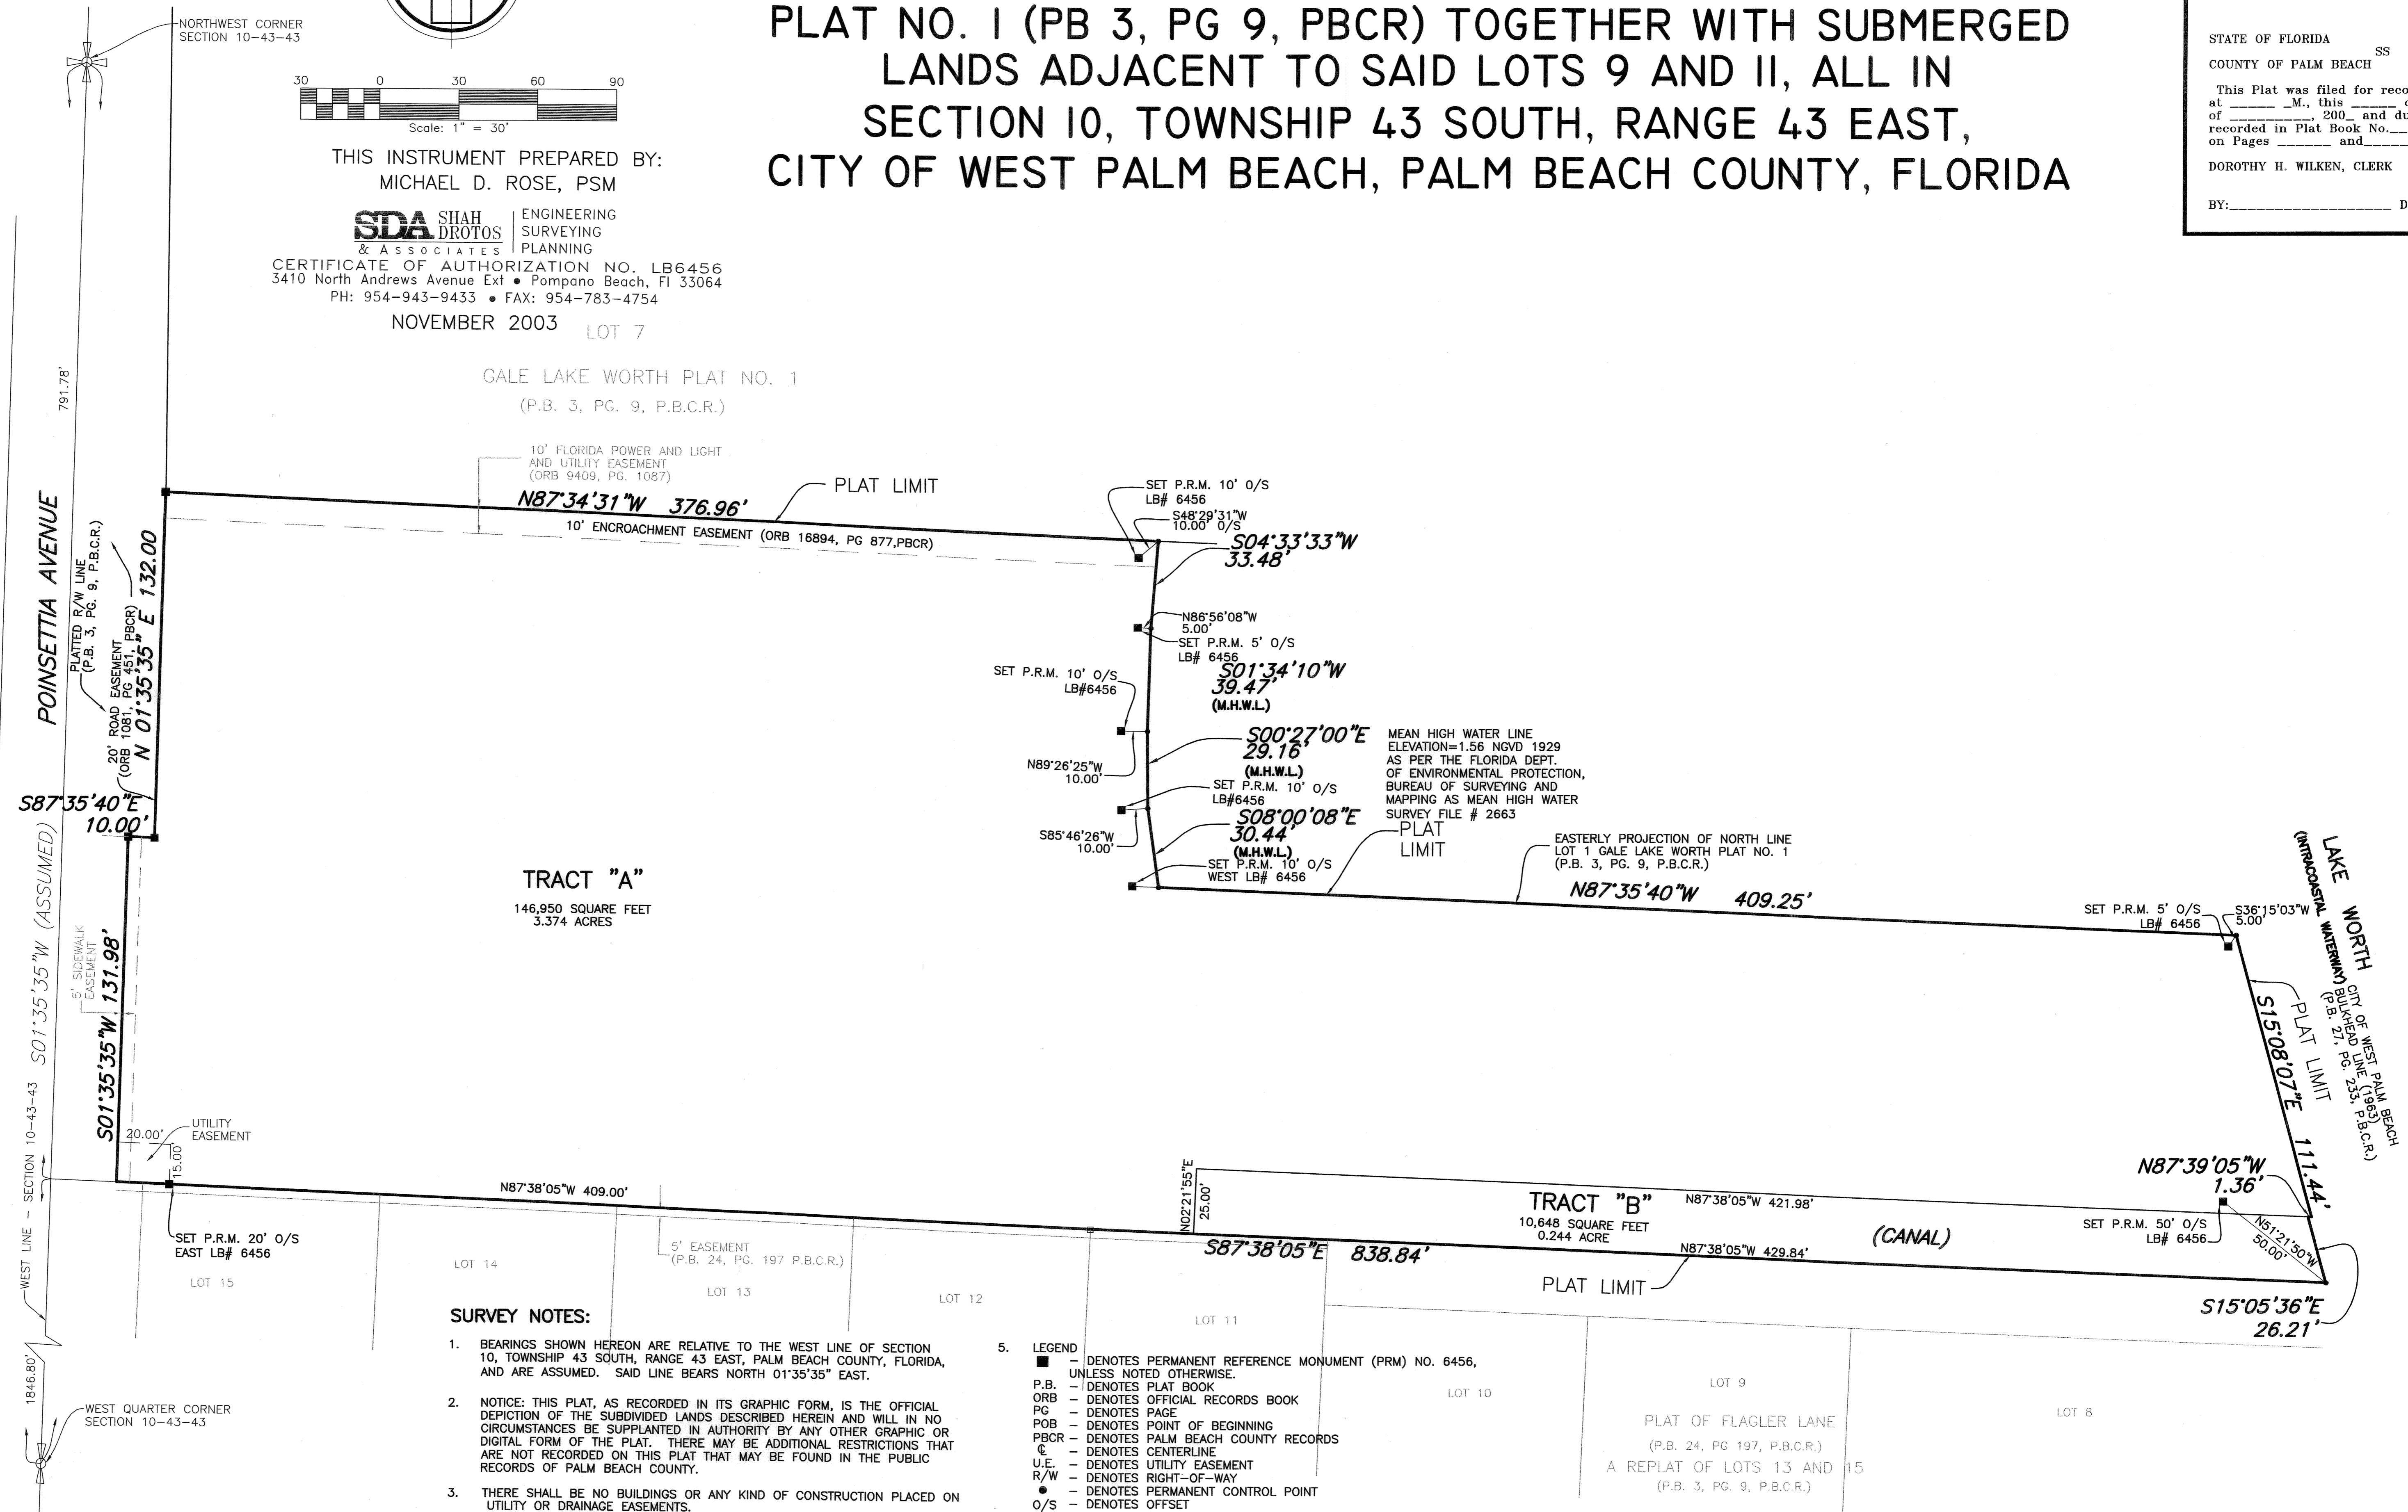 PLAT NO. 1 (PB 3, PG 9, PBCR) TOGETHER WITH SUBMERGED
LANDS ADJACENT TO SAID LOTS 9 AND 11, ALL IN
SECTION 10, TOWNSHIP 43 SOUTH, RANGE 43 EAST,
CITY OF WEST PALM BEACH, PALM BEACH COUNTY, FLORIDA
STATE OF FLORIDA
SS
COUNTY OF PALM BEACH
This Plat was filed for reco
at _____ _M., this _____
of _________, 200_ and du
recorded in Plat Book No.__
on Pages ______ and_____
DOROTHY H. WILKEN, CLERK
BY:__________________ D
NORTHWEST CORNER
SECTION 10-43-43
30 0 30 60 90
Scale: 1" = 30'
THIS INSTRUMENT PREPARED BY:
MICHAEL D. ROSE, PSM
SDA SHAH DROTOS
& ASSOCIATES
ENGINEERING
SURVEYING
PLANNING
CERTIFICATE OF AUTHORIZATION NO. LB6456
3410 North Andrews Avenue Ext • Pompano Beach, Fl 33064
PH: 954-943-9433 • FAX: 954-783-4754
NOVEMBER 2003
LOT 7
GALE LAKE WORTH PLAT NO. 1
(P.B. 3, PG. 9, P.B.C.R.)
791.78'
10' FLORIDA POWER AND LIGHT
AND UTILITY EASEMENT
(ORB 9409, PG. 1087)
N87°34'31"W 376.96'
PLAT LIMIT
10' ENCROACHMENT EASEMENT (ORB 16894, PG 877,PBCR)
SET P.R.M. 10' O/S
LB# 6456
S48°29'31"W
10.00' O/S
S04°33'33"W
33.48'
N86°56'08"W
5.00'
SET P.R.M. 5' O/S
LB# 6456
S01°34'10"W
39.47'
(M.H.W.L.)
SET P.R.M. 10' O/S
LB#6456
S00°27'00"E
29.16'
(M.H.W.L.)
N89°26'25"W
10.00'
SET P.R.M. 10' O/S
LB#6456
S08°00'08"E
30.44'
(M.H.W.L.)
S85°46'26"W
10.00'
SET P.R.M. 10' O/S
WEST LB# 6456
MEAN HIGH WATER LINE
ELEVATION=1.56 NGVD 1929
AS PER THE FLORIDA DEPT.
OF ENVIRONMENTAL PROTECTION,
BUREAU OF SURVEYING AND
MAPPING AS MEAN HIGH WATER
SURVEY FILE # 2663
PLAT
LIMIT
EASTERLY PROJECTION OF NORTH LINE
LOT 1 GALE LAKE WORTH PLAT NO. 1
(P.B. 3, PG. 9, P.B.C.R.)
N87°35'40"W 409.25'
SET P.R.M. 5' O/S
LB# 6456
S36°15'03"W
5.00'
LAKE WORTH
(INTRACOASTAL WATERWAY)
CITY OF WEST PALM BEACH
BULKHEAD LINE (1963)
(P.B. 27, PG. 233, P.B.C.R.)
PLAT LIMIT
S15°08'07"E 111.44'
POINSETTIA AVENUE
PLATTED R/W LINE
(P.B. 3, PG. 9, P.B.C.R.)
20' ROAD EASEMENT
(ORB 1081, PG 451, PBCR)
N 01°35'35" E 132.00
S87°35'40"E
10.00'
S01°35'35"W (ASSUMED)
5' SIDEWALK
EASEMENT
S01°35'35"W 131.98'
TRACT "A"
146,950 SQUARE FEET
3.374 ACRES
WEST LINE - SECTION 10-43-43
20.00'
15.00'
UTILITY
EASEMENT
N87°38'05"W 409.00'
SET P.R.M. 20' O/S
EAST LB# 6456
N02°21'55"E
25.00'
TRACT "B"
10,648 SQUARE FEET
0.244 ACRE
N87°38'05"W 421.98'
(CANAL)
N87°38'05"W 429.84'
S87°38'05"E 838.84'
PLAT LIMIT
N87°39'05"W
1.36'
SET P.R.M. 50' O/S
LB# 6456
N51°21'50"W
50.00'
S15°05'36"E
26.21'
5' EASEMENT
(P.B. 24, PG. 197 P.B.C.R.)
LOT 15
LOT 14
LOT 13
LOT 12
LOT 11
LOT 10
LOT 9
LOT 8
PLAT OF FLAGLER LANE
(P.B. 24, PG 197, P.B.C.R.)
A REPLAT OF LOTS 13 AND 15
(P.B. 3, PG. 9, P.B.C.R.)
1846.80'
WEST QUARTER CORNER
SECTION 10-43-43
SURVEY NOTES:
1. BEARINGS SHOWN HEREON ARE RELATIVE TO THE WEST LINE OF SECTION
10, TOWNSHIP 43 SOUTH, RANGE 43 EAST, PALM BEACH COUNTY, FLORIDA,
AND ARE ASSUMED. SAID LINE BEARS NORTH 01°35'35" EAST.
2. NOTICE: THIS PLAT, AS RECORDED IN ITS GRAPHIC FORM, IS THE OFFICIAL
DEPICTION OF THE SUBDIVIDED LANDS DESCRIBED HEREIN AND WILL IN NO
CIRCUMSTANCES BE SUPPLANTED IN AUTHORITY BY ANY OTHER GRAPHIC OR
DIGITAL FORM OF THE PLAT. THERE MAY BE ADDITIONAL RESTRICTIONS THAT
ARE NOT RECORDED ON THIS PLAT THAT MAY BE FOUND IN THE PUBLIC
RECORDS OF PALM BEACH COUNTY.
3. THERE SHALL BE NO BUILDINGS OR ANY KIND OF CONSTRUCTION PLACED ON
UTILITY OR DRAINAGE EASEMENTS.
5. LEGEND
■ - DENOTES PERMANENT REFERENCE MONUMENT (PRM) NO. 6456,
UNLESS NOTED OTHERWISE.
P.B. - DENOTES PLAT BOOK
ORB - DENOTES OFFICIAL RECORDS BOOK
PG - DENOTES PAGE
POB - DENOTES POINT OF BEGINNING
PBCR - DENOTES PALM BEACH COUNTY RECORDS
℄ - DENOTES CENTERLINE
U.E. - DENOTES UTILITY EASEMENT
R/W - DENOTES RIGHT-OF-WAY
● - DENOTES PERMANENT CONTROL POINT
O/S - DENOTES OFFSET